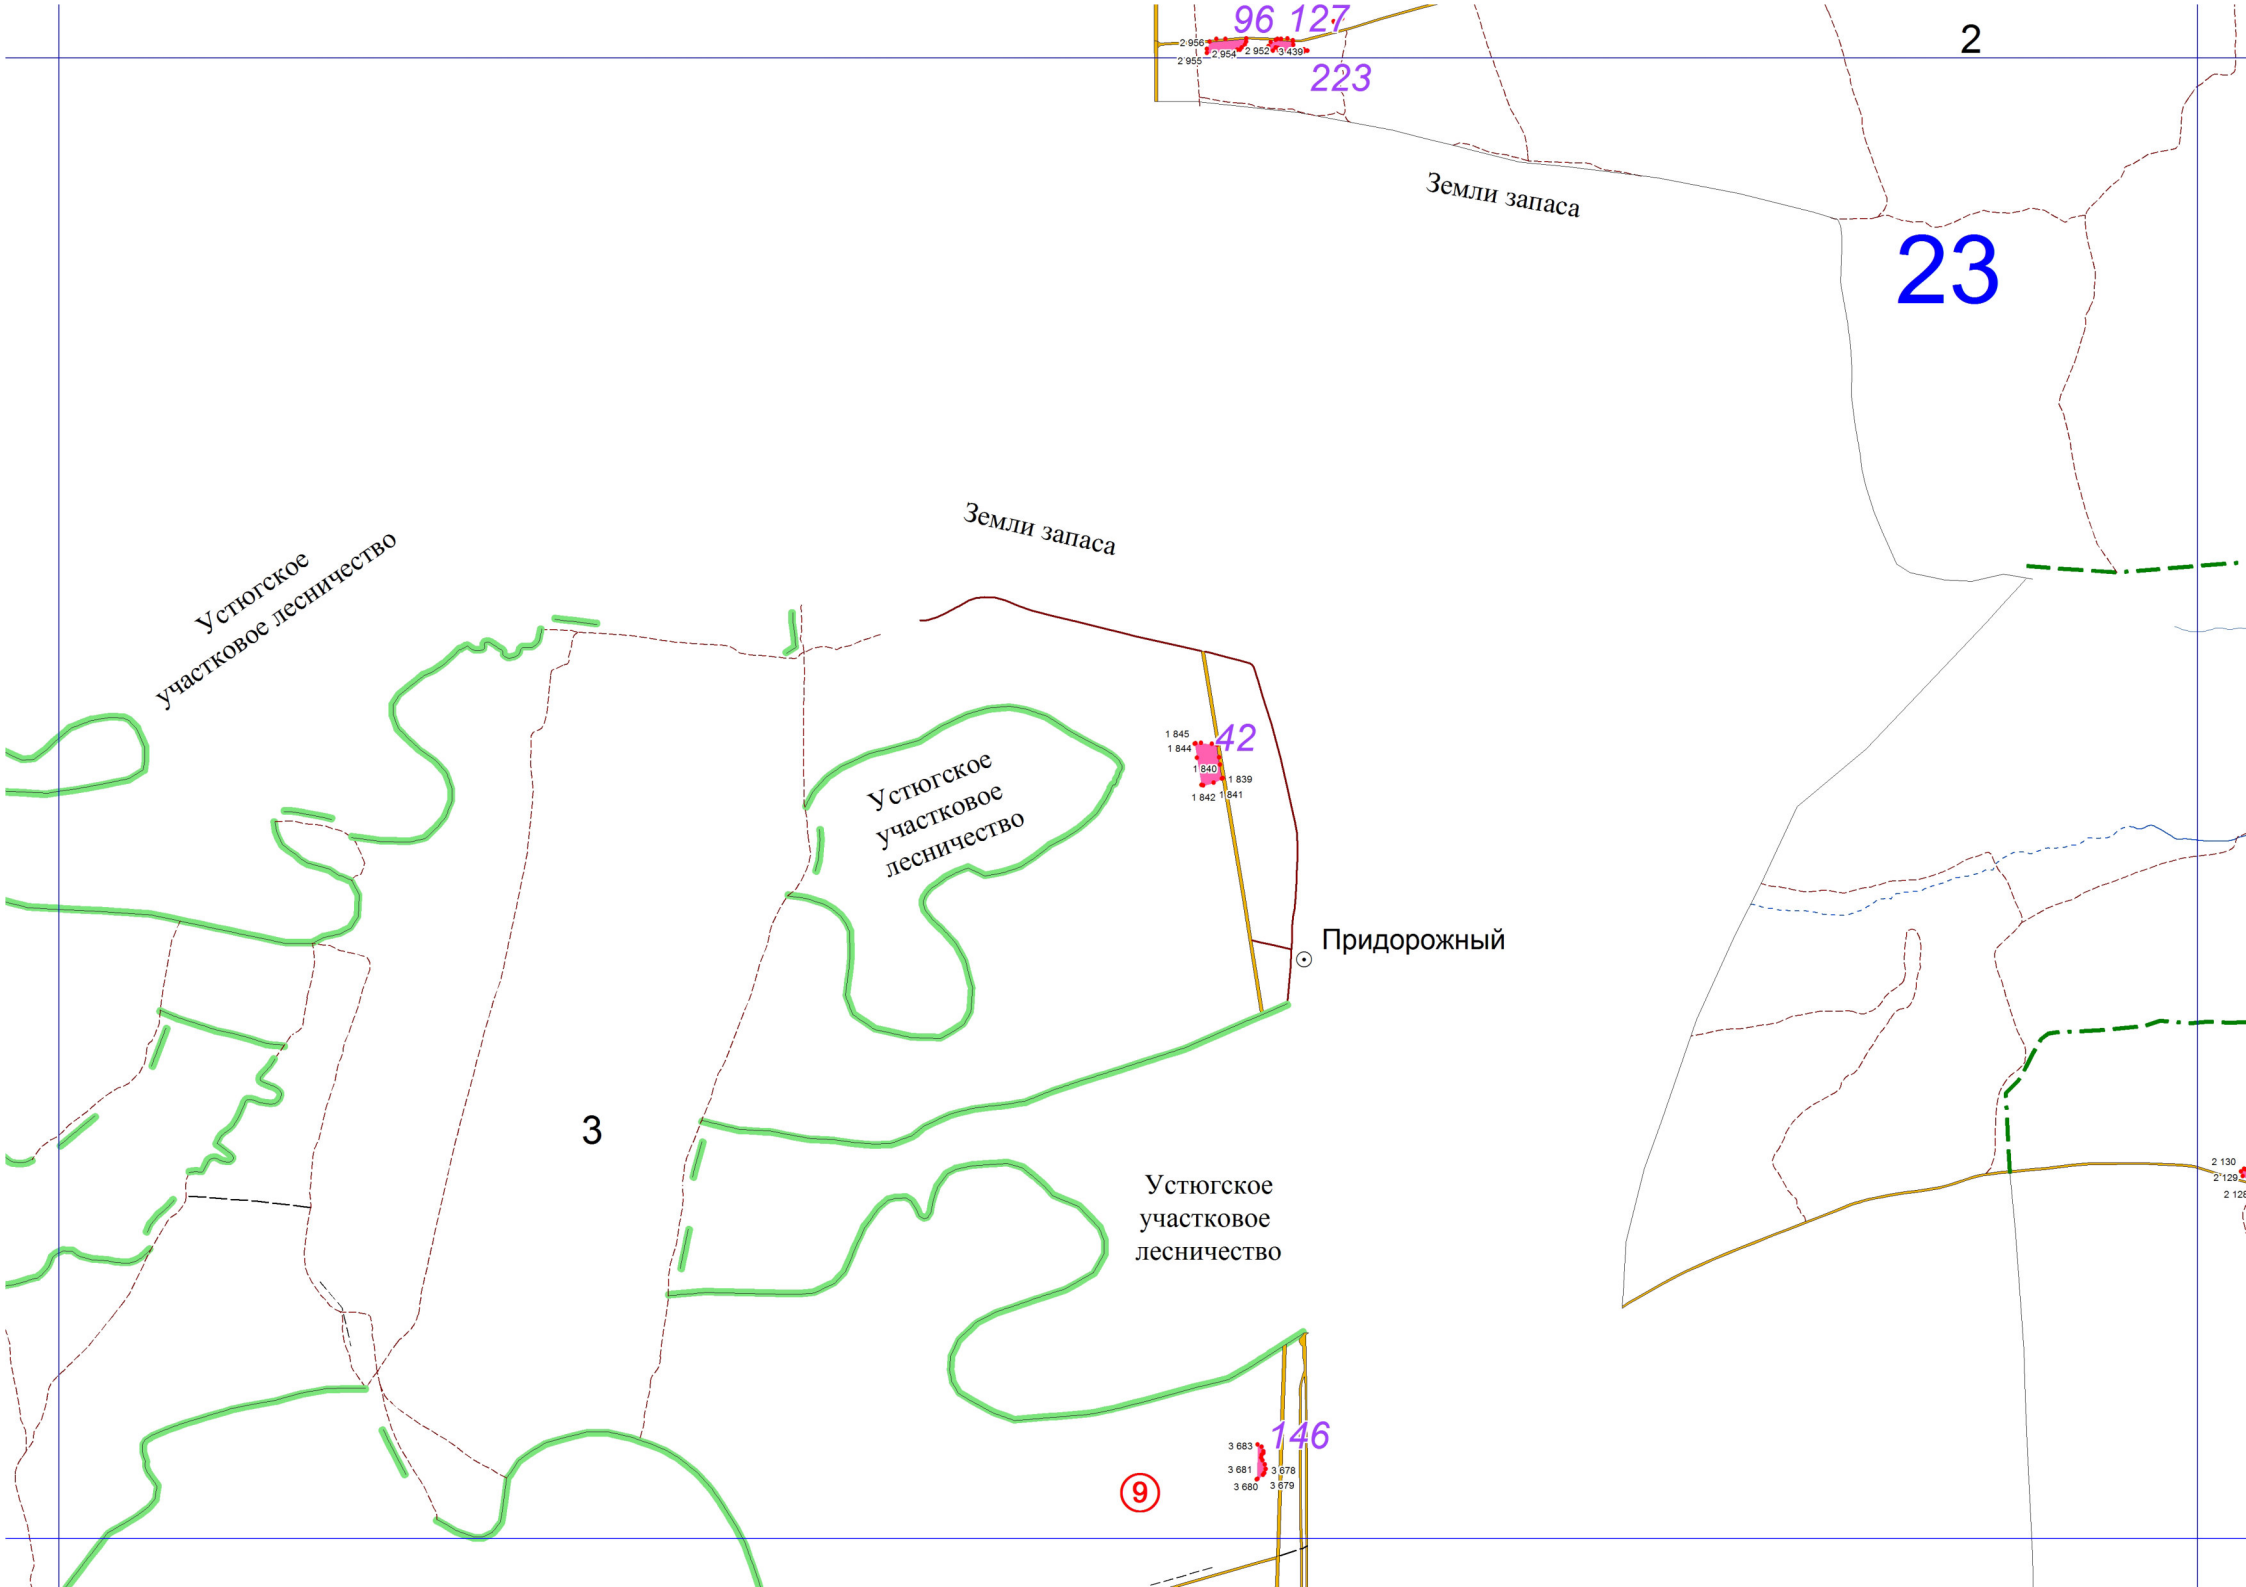 96 127
2
2 956
2 954
2 952
3 439
2 955
223
Земли запаса
23
Земли запаса
Устюгское
участковое лесничество
1 845
42
1 844
1 840
1 839
1 842
1 841
Устюгское
участковое
лесничество
Придорожный
3
Устюгское
участковое
лесничество
2 130
2 129
2 128
146
3 683
3 681
3 678
3 680
3 679
9